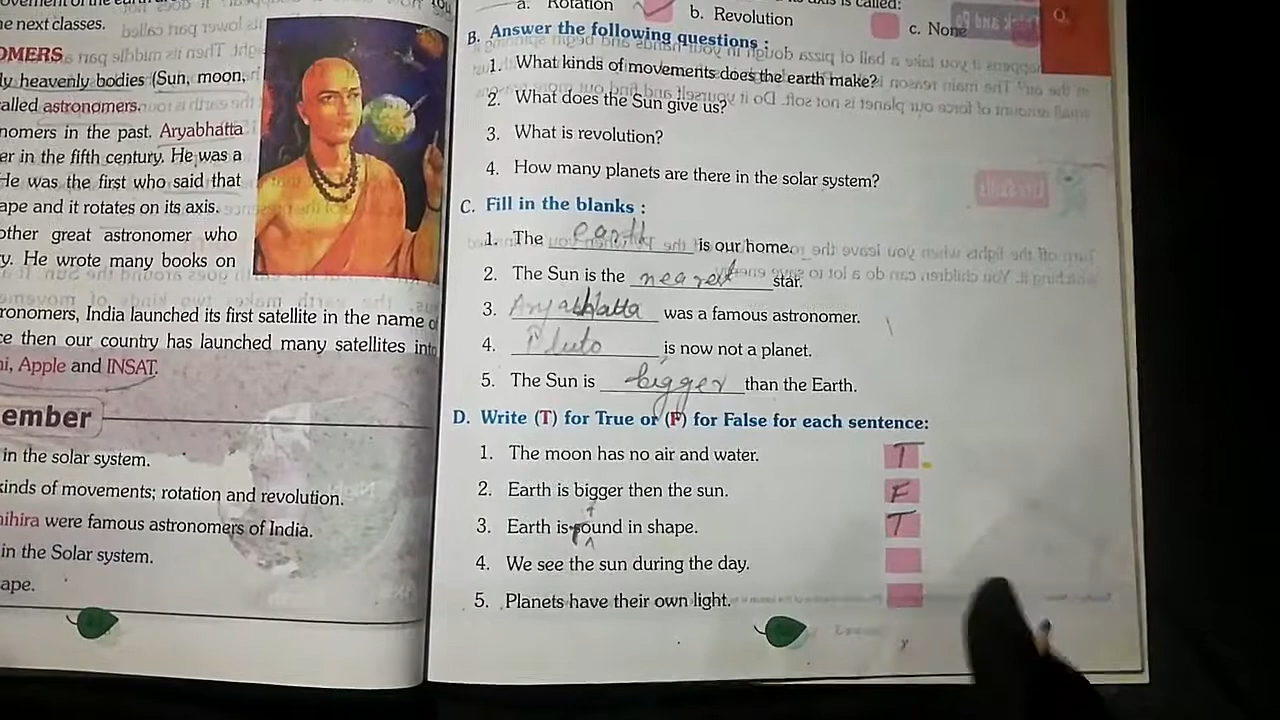 he next classes.
OMERS
ly heavenly bodies (Sun, moon,
called astronomers.
nomers in the past. Aryabhatta
er in the fifth century. He was a
He was the first who said that
ape and it rotates on its axis.
other great astronomer who
y. He wrote many books on
ronomers, India launched its first satellite in the name
ce then our country has launched many satellites into
ni, Apple and INSAT.
ember
in the solar system.
kinds of movements; rotation and revolution.
mihira were famous astronomers of India.
in the Solar system.
ape.
is called:
a. Rotation b. Revolution c. None
B. Answer the following questions :
1. What kinds of movements does the earth make?
2. What does the Sun give us?
3. What is revolution?
4. How many planets are there in the solar system?
C. Fill in the blanks :
1. The earth is our home.
2. The Sun is the nearest star.
3. Aryabhatta was a famous astronomer.
4. Pluto is now not a planet.
5. The Sun is bigger than the Earth.
D. Write (T) for True or (F) for False for each sentence:
1. The moon has no air and water. T
2. Earth is bigger then the sun. F
3. Earth is round in shape. T
4. We see the sun during the day.
5. Planets have their own light.